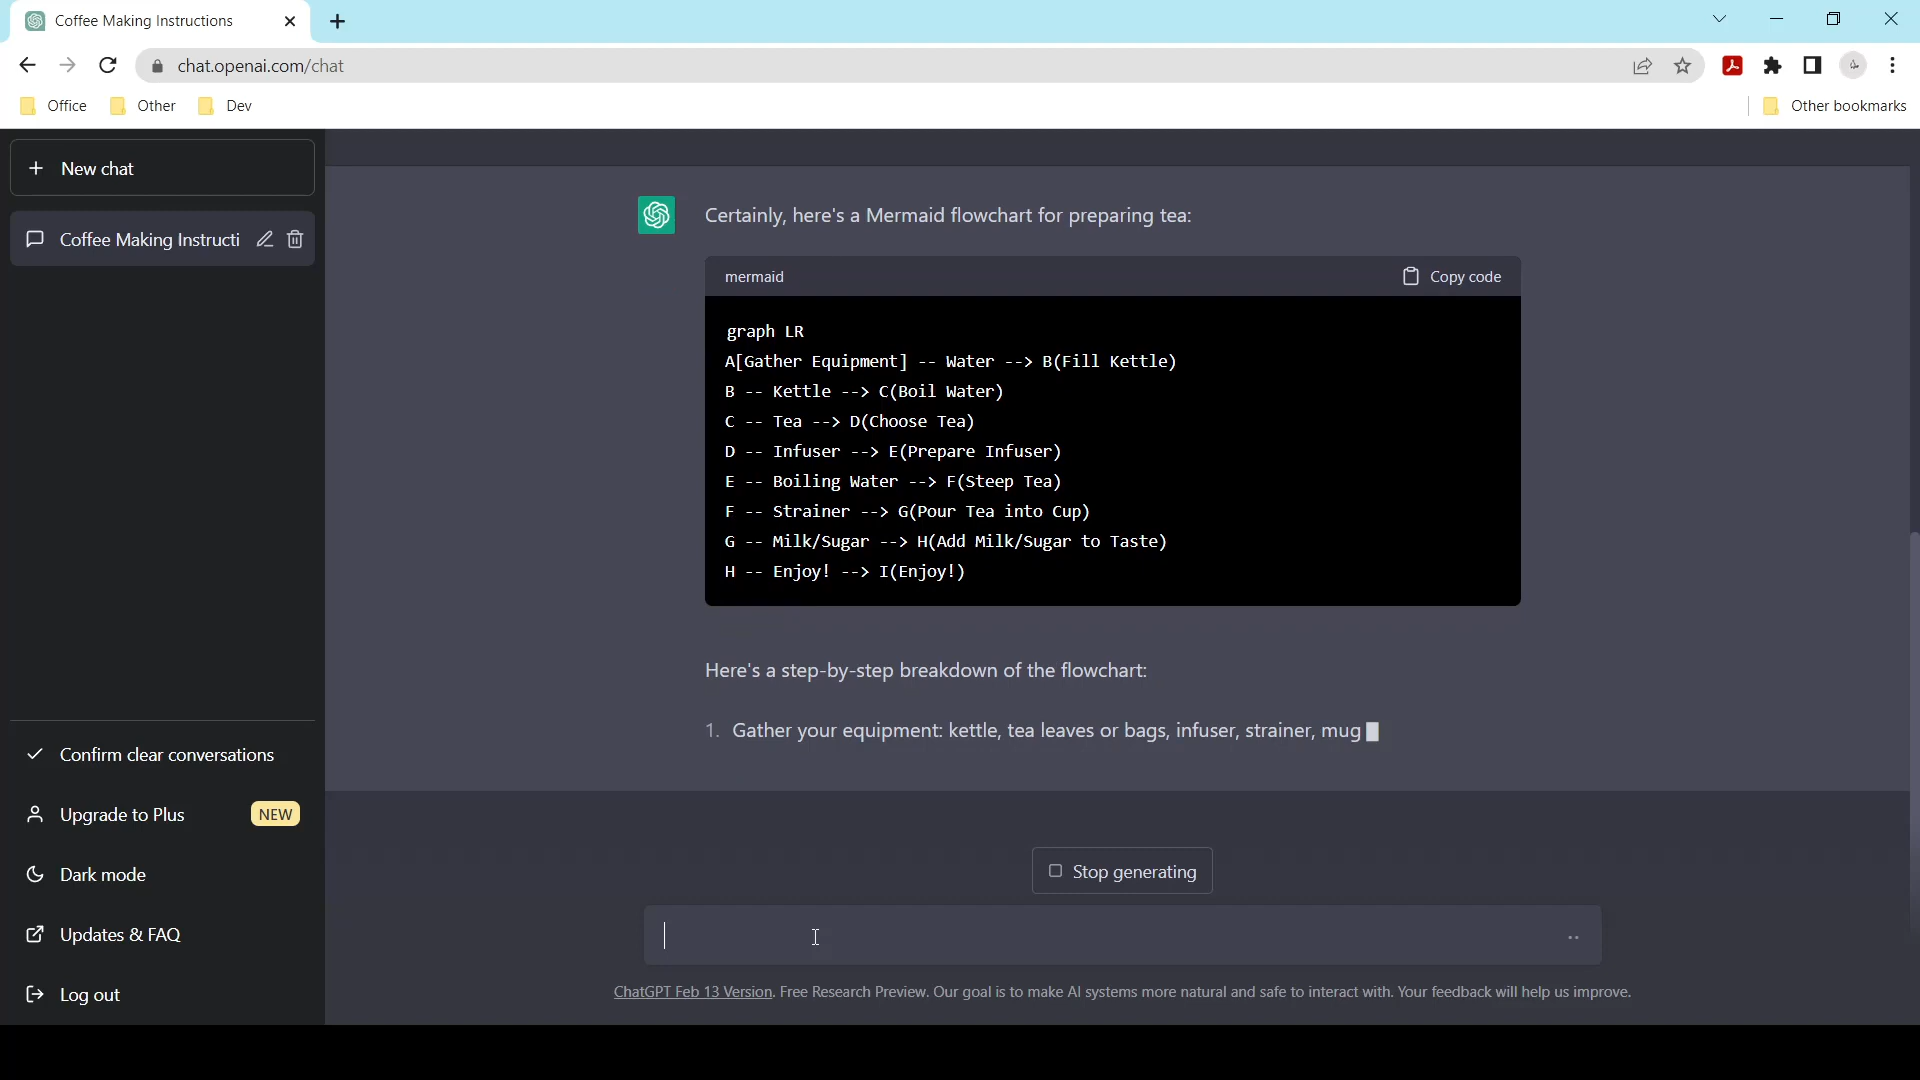 Coffee Making Instructions
chat.openai.com/chat
Office Other Dev Other bookmarks
New chat
Coffee Making Instructi
Certainly, here's a Mermaid flowchart for preparing tea:
mermaid Copy code
graph LR
A[Gather Equipment] -- Water --> B(Fill Kettle)
B -- Kettle --> C(Boil Water)
C -- Tea --> D(Choose Tea)
D -- Infuser --> E(Prepare Infuser)
E -- Boiling Water --> F(Steep Tea)
F -- Strainer --> G(Pour Tea into Cup)
G -- Milk/Sugar --> H(Add Milk/Sugar to Taste)
H -- Enjoy! --> I(Enjoy!)
Here's a step-by-step breakdown of the flowchart:
1. Gather your equipment: kettle, tea leaves or bags, infuser, strainer, mug
Confirm clear conversations
Upgrade to Plus NEW
Dark mode
Updates & FAQ
Log out
Stop generating
ChatGPT Feb 13 Version. Free Research Preview. Our goal is to make AI systems more natural and safe to interact with. Your feedback will help us improve.